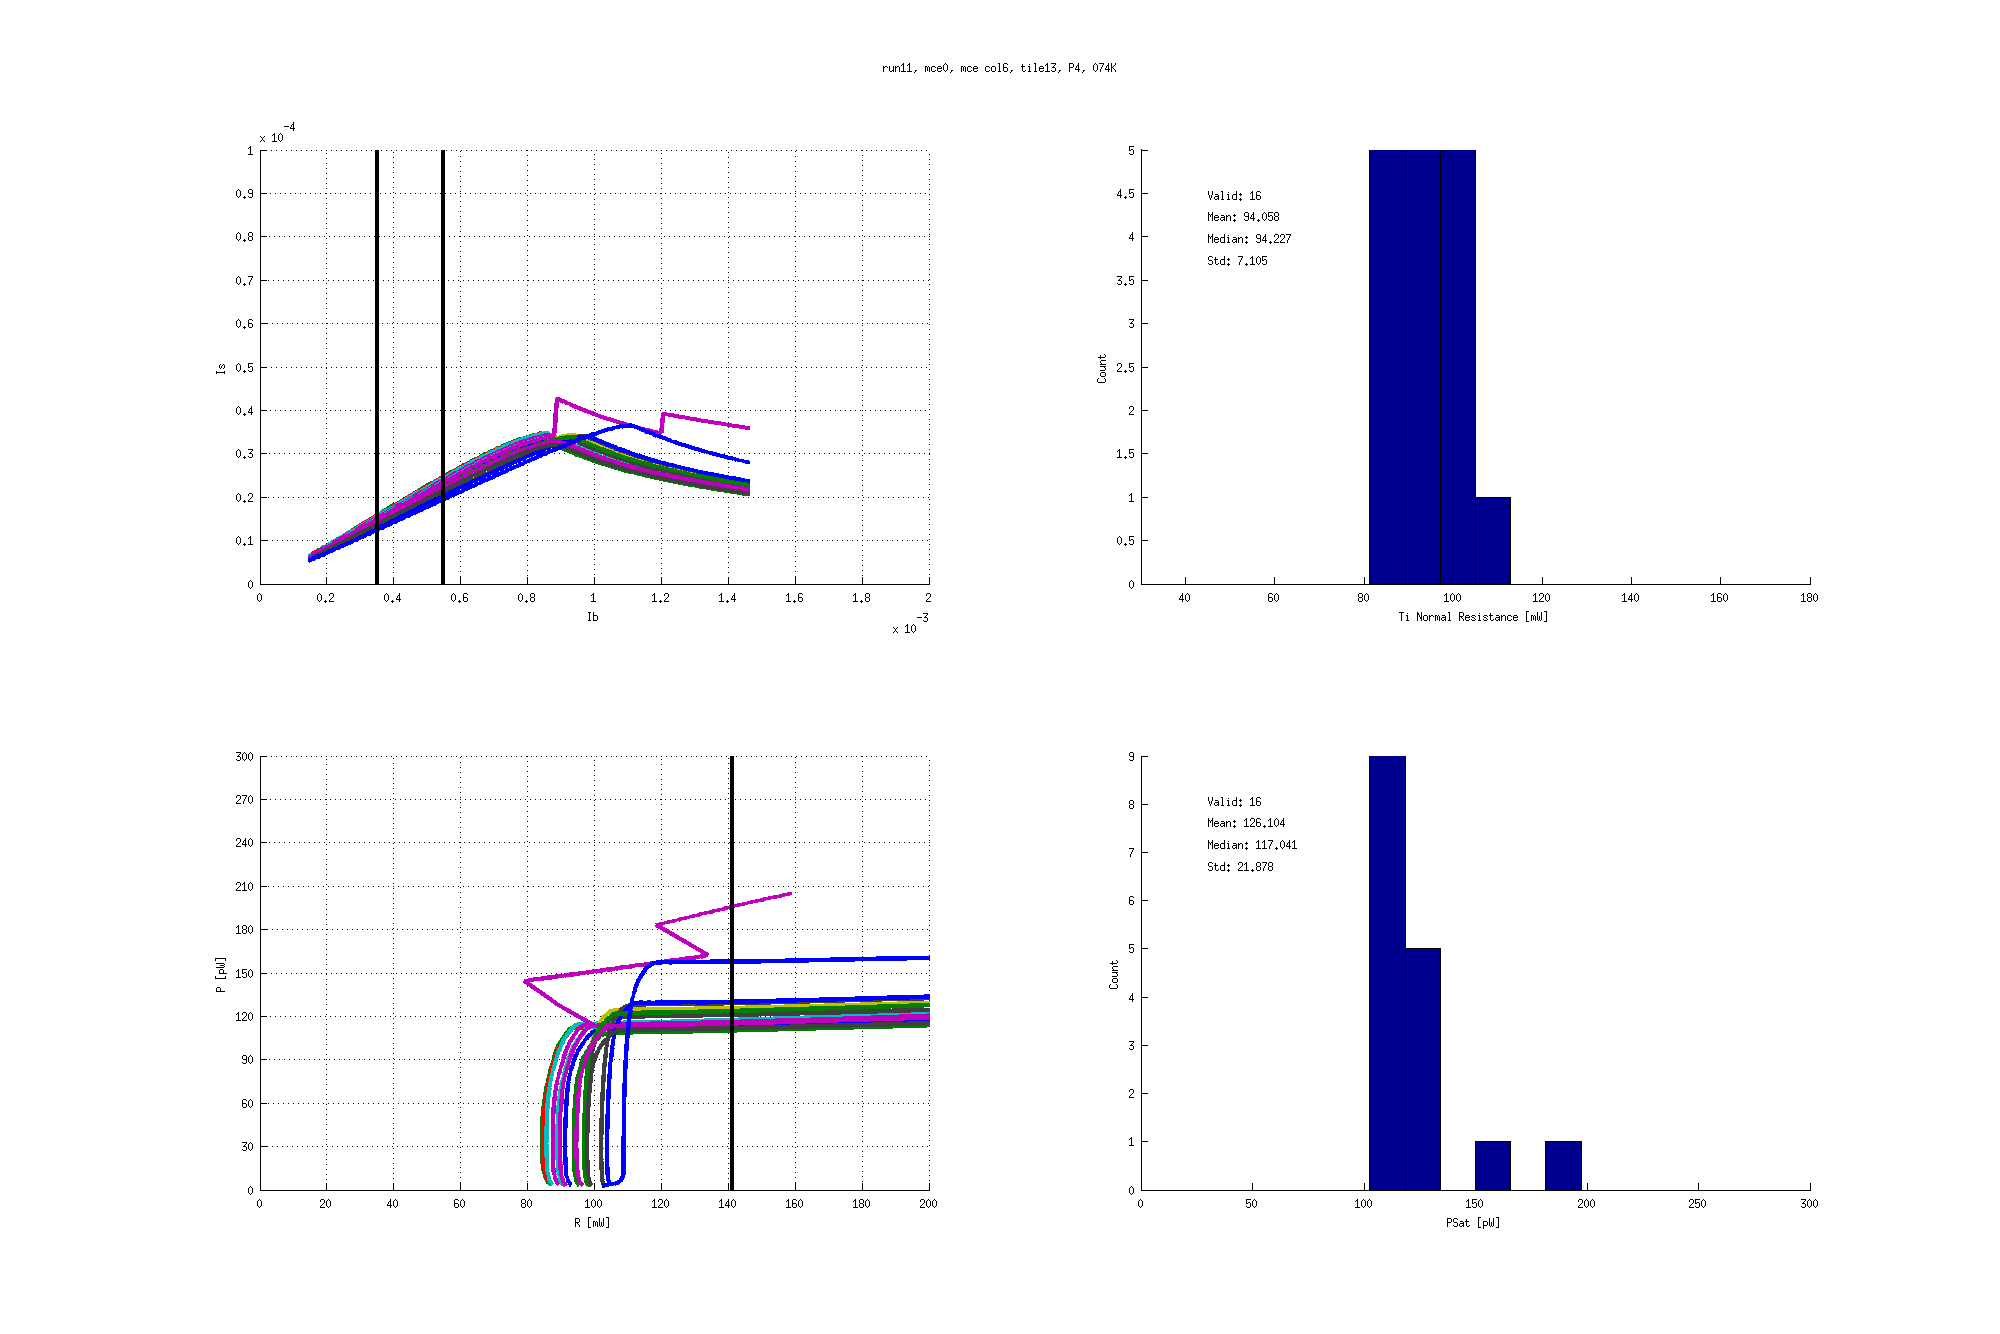 run11, mce0, mce col6, tile13, P4, 074K
x 10^-4
1
0.9
0.8
0.7
0.6
0.5
0.4
0.3
0.2
0.1
0
Is
0 0.2 0.4 0.6 0.8 1 1.2 1.4 1.6 1.8 2
Ib
x 10^-3
5
4.5
4
3.5
3
2.5
2
1.5
1
0.5
0
Count
Valid: 16
Mean: 94.058
Median: 94.227
Std: 7.105
40 60 80 100 120 140 160 180
Ti Normal Resistance [mW]
300
270
240
210
180
150
120
90
60
30
0
P [pW]
0 20 40 60 80 100 120 140 160 180 200
R [mW]
9
8
7
6
5
4
3
2
1
0
Count
Valid: 16
Mean: 126.104
Median: 117.041
Std: 21.878
0 50 100 150 200 250 300
PSat [pW]